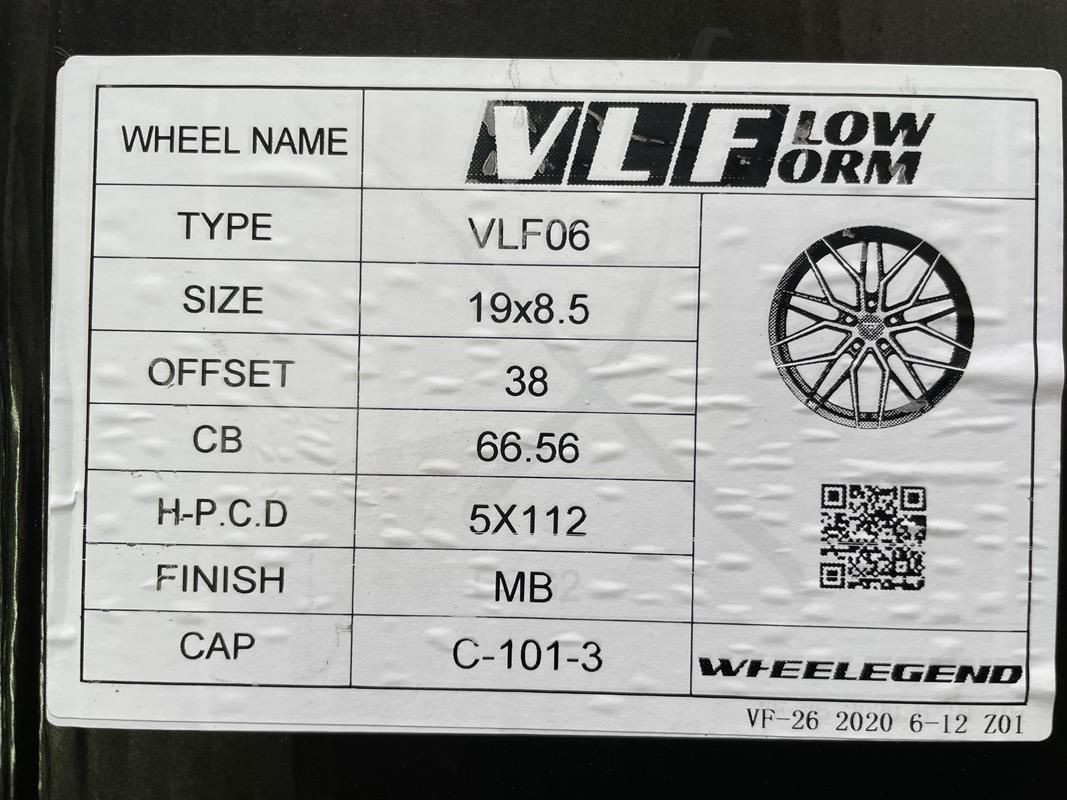 WHEEL NAME VLF LOW ORM
TYPE VLF06
SIZE 19x8.5
OFFSET 38
CB 66.56
H-P.C.D 5X112
FINISH MB
CAP C-101-3
WHEELEGEND
VF-26 2020 6-12 Z01